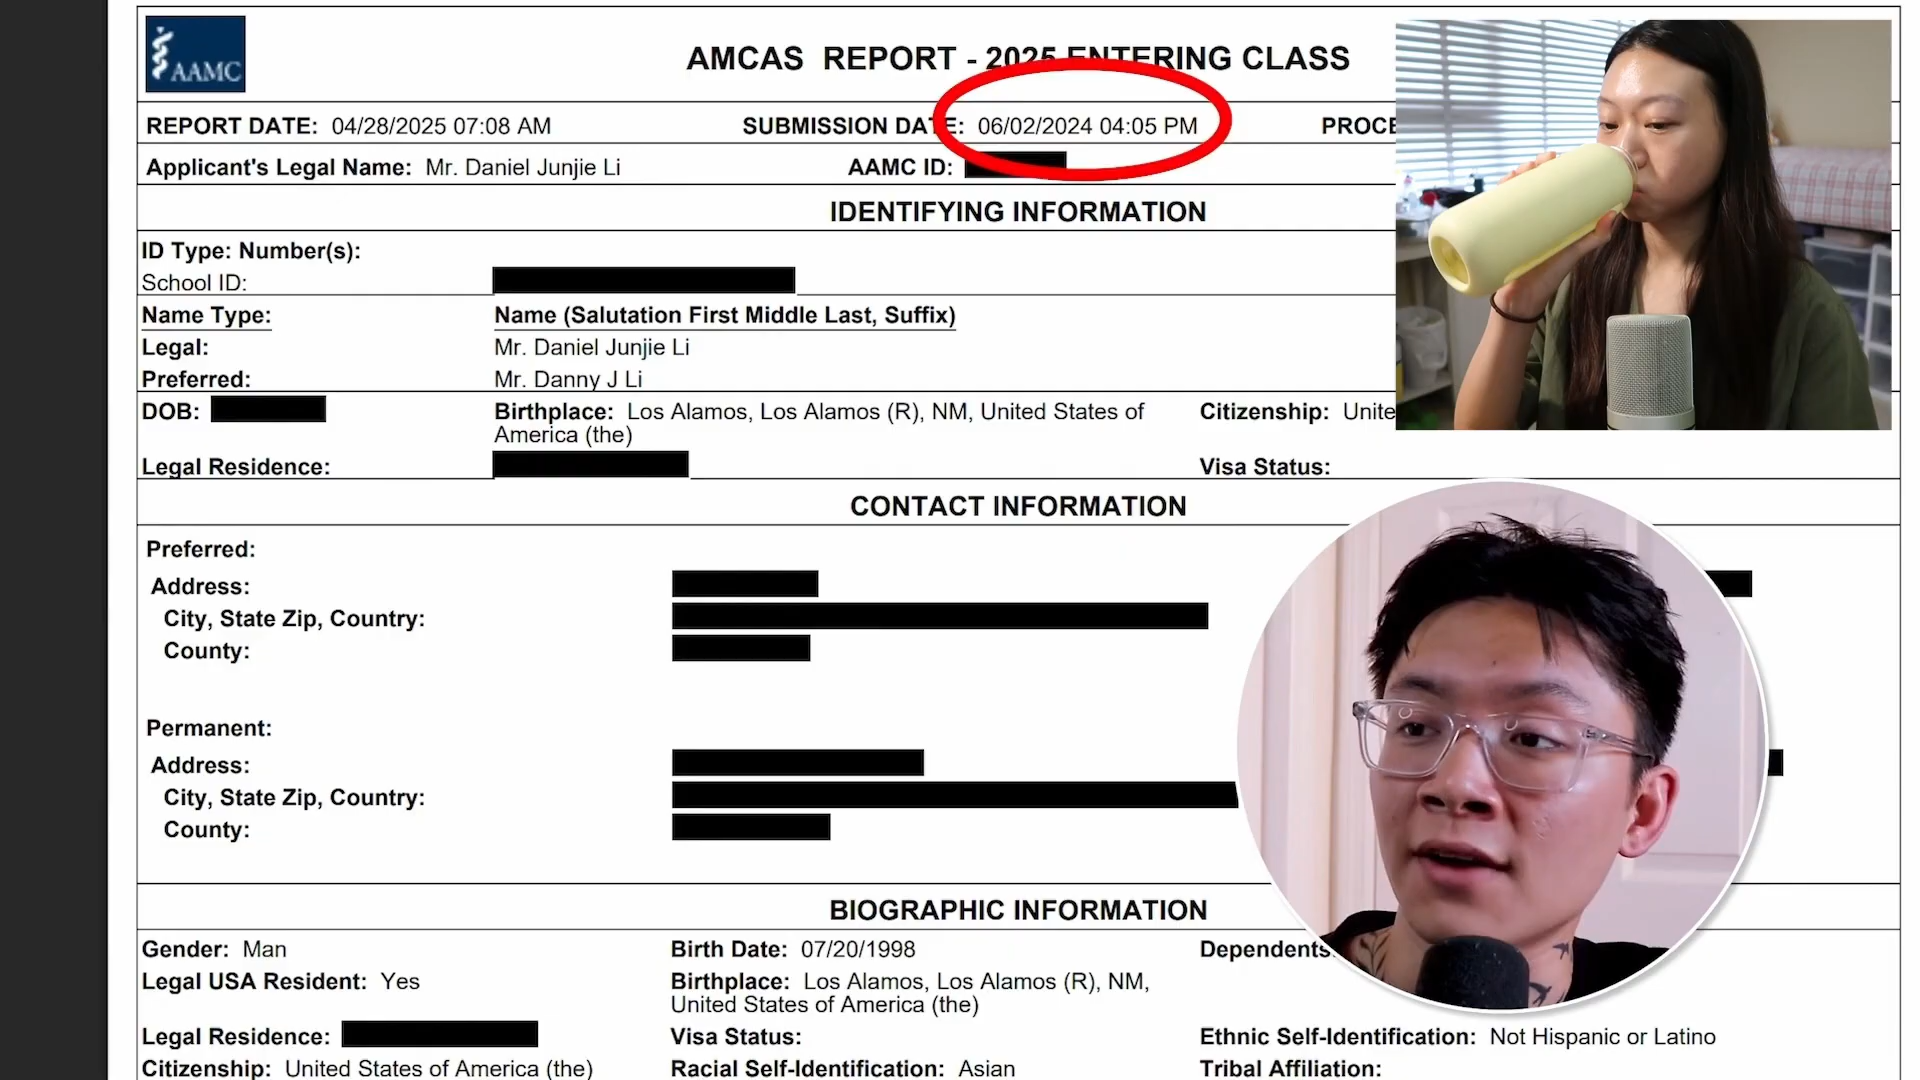 AAMC
AMCAS REPORT - 2025 ENTERING CLASS
REPORT DATE: 04/28/2025 07:08 AM SUBMISSION DATE: 06/02/2024 04:05 PM PROCE
Applicant's Legal Name: Mr. Daniel Junjie Li AAMC ID:
IDENTIFYING INFORMATION
ID Type: Number(s):
School ID:
Name Type: Name (Salutation First Middle Last, Suffix)
Legal: Mr. Daniel Junjie Li
Preferred: Mr. Danny J Li
DOB: Birthplace: Los Alamos, Los Alamos (R), NM, United States of Citizenship: Unite
America (the)
Legal Residence: Visa Status:
CONTACT INFORMATION
Preferred:
Address:
City, State Zip, Country:
County:
Permanent:
Address:
City, State Zip, Country:
County:
BIOGRAPHIC INFORMATION
Gender: Man Birth Date: 07/20/1998 Dependents:
Legal USA Resident: Yes Birthplace: Los Alamos, Los Alamos (R), NM,
United States of America (the)
Legal Residence: Visa Status: Ethnic Self-Identification: Not Hispanic or Latino
Citizenship: United States of America (the) Racial Self-Identification: Asian Tribal Affiliation: